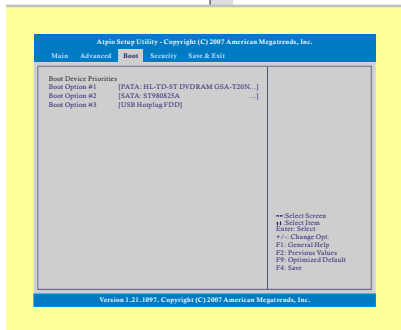 Atpio Setup Utility - Copyright (C) 2007 American Megatrends, Inc.
Main Advanced Boot Security Save & Exit
Boot Device Priorities
Boot Option #1 [PATA: HL-TD-ST DVDRAM GSA-T20N...]
Boot Option #2 [SATA: ST980825A ...]
Boot Option #3 [USB Hotplug FDD]
↔:Select Screen
↑↓:Select Item
Enter: Select
+/-: Change Opt.
F1: General Help
F2: Previous Values
F9: Optimized Default
F4: Save
Version 1.21.1097. Copyright (C) 2007 American Megatrends, Inc.